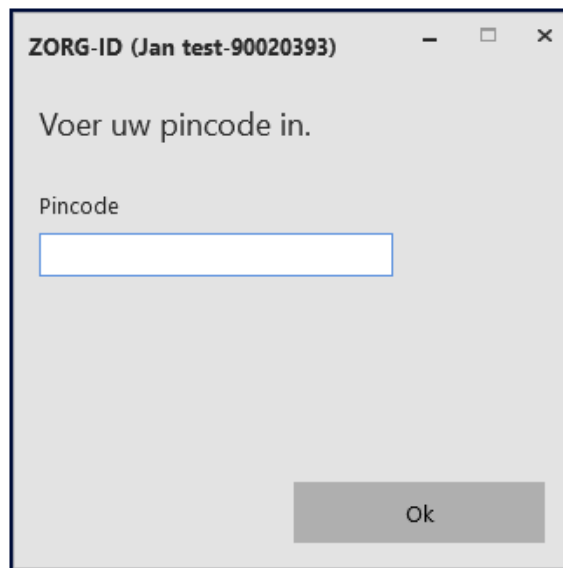 ZORG-ID (Jan test-90020393)
Voer uw pincode in.
Pincode
Ok